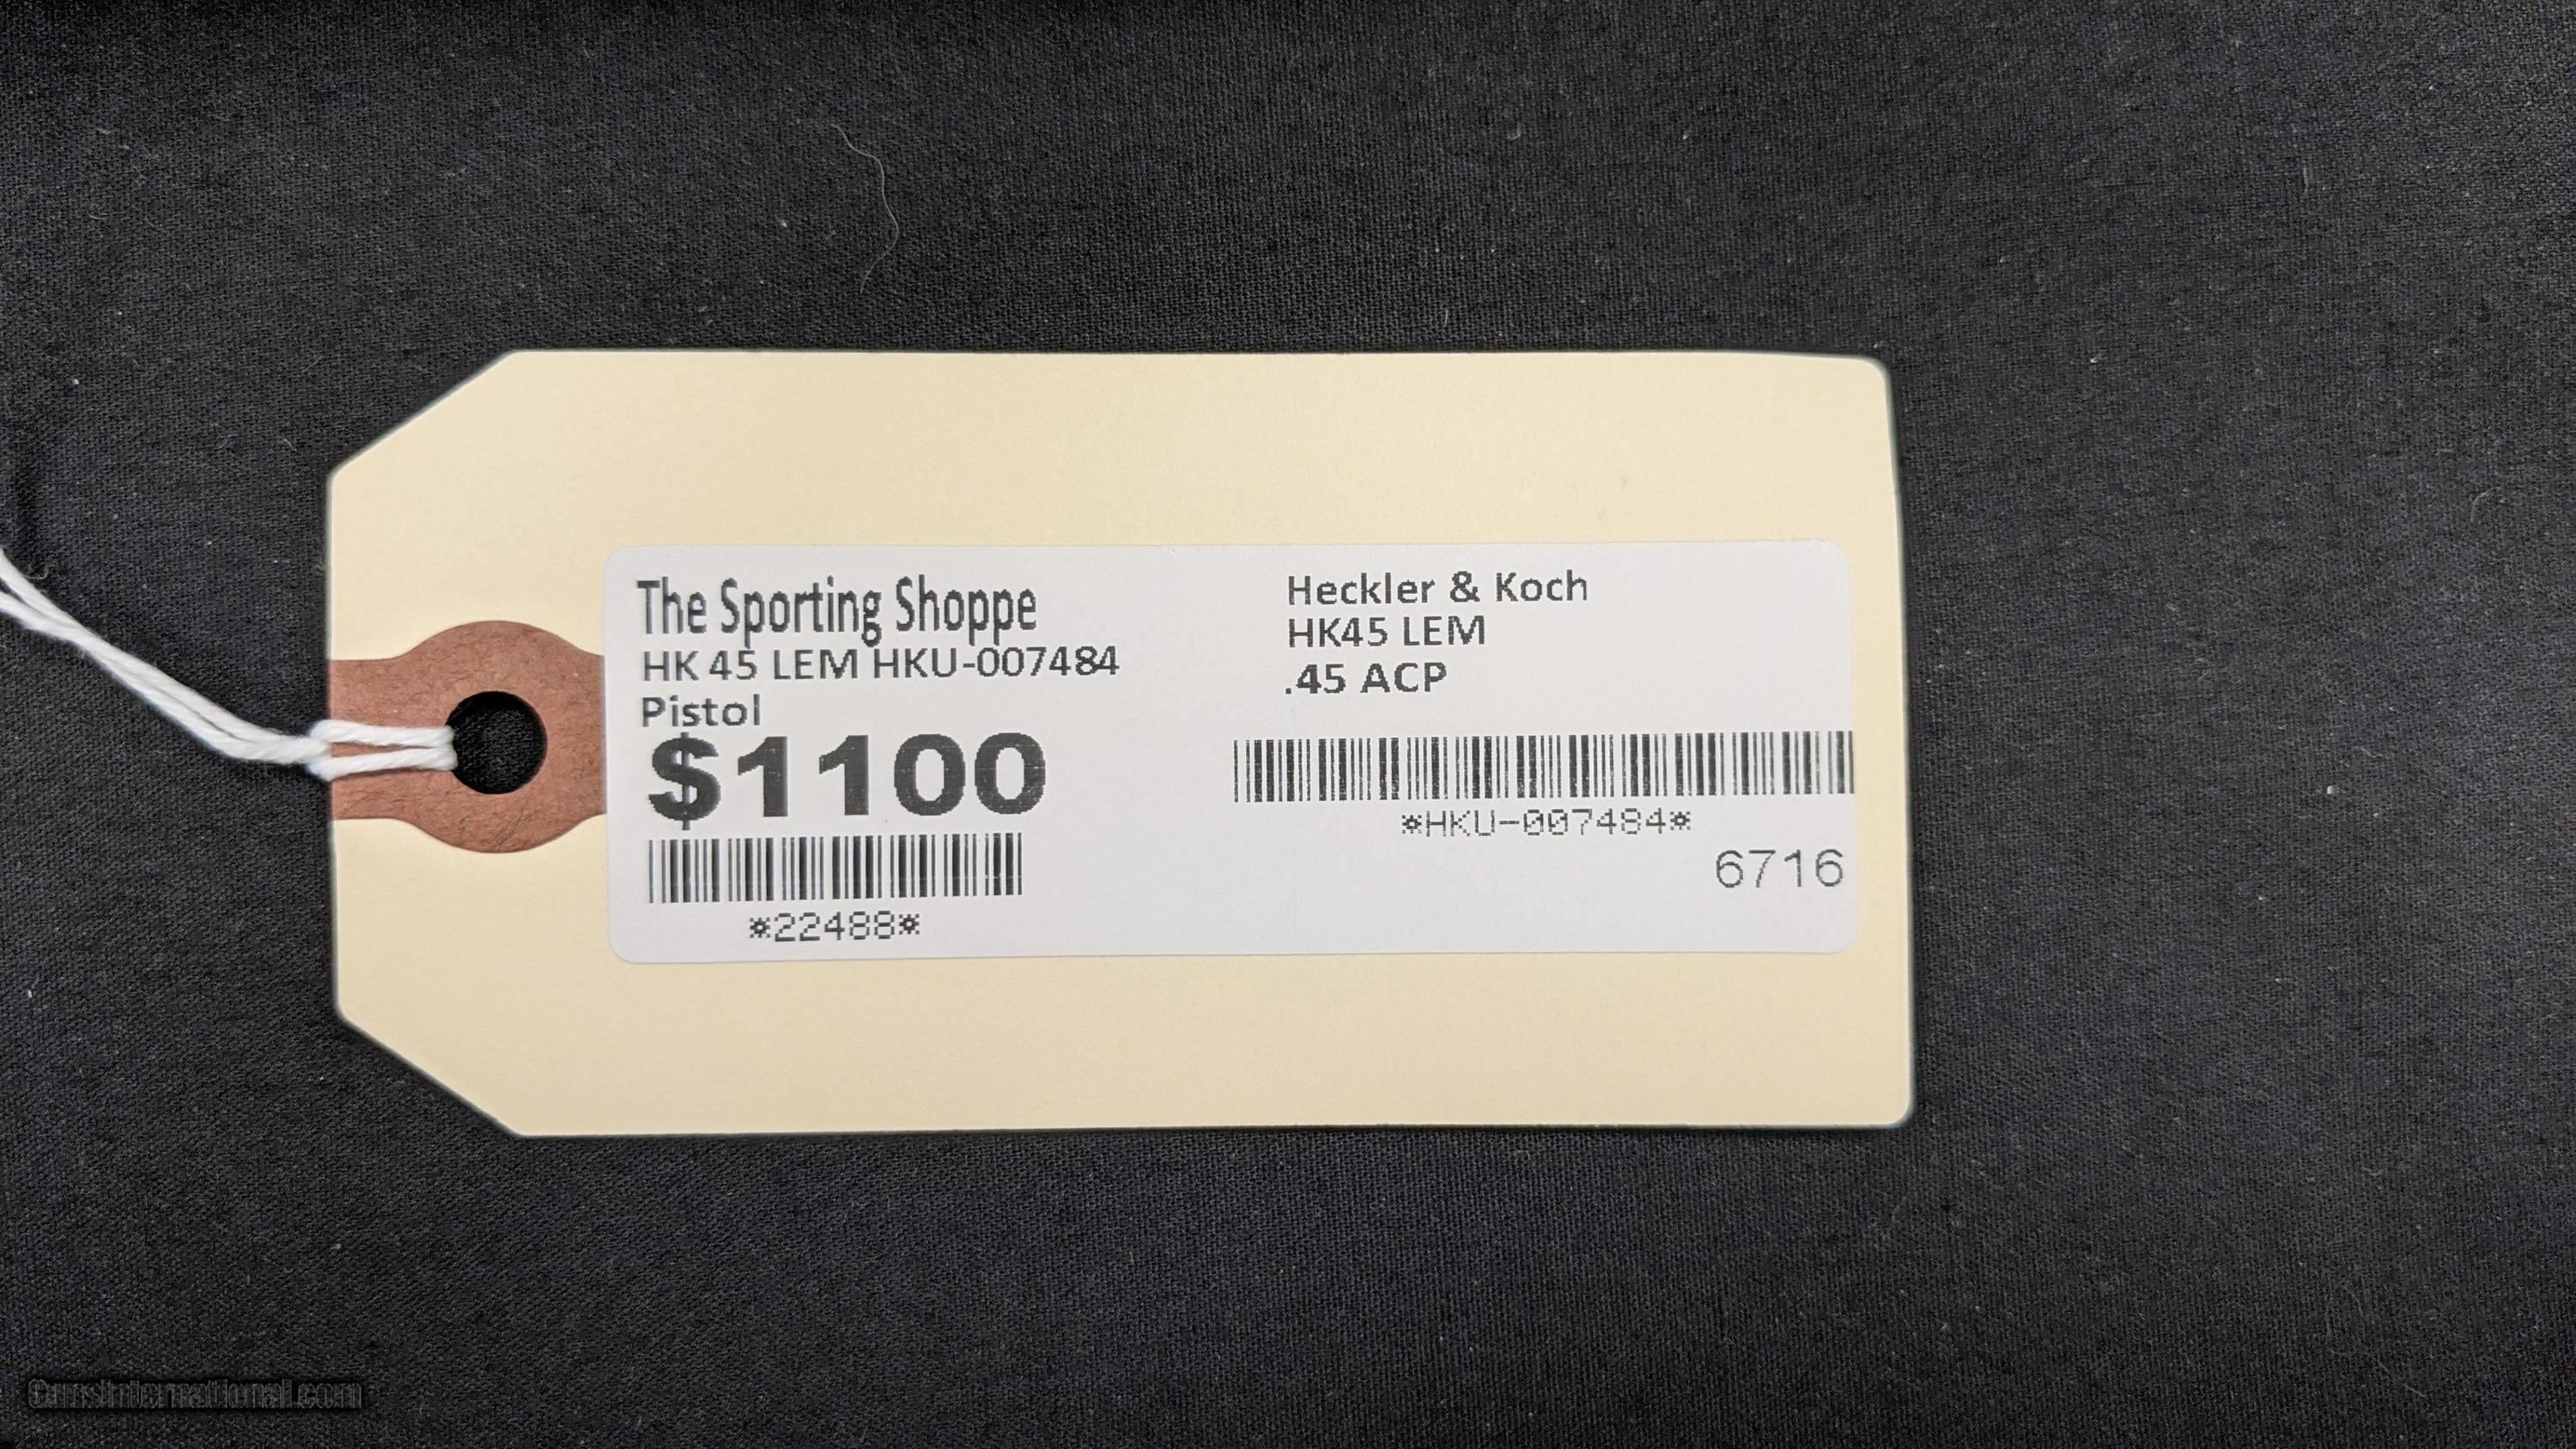 The Sporting Shoppe
HK 45 LEM HKU-007484
Pistol
$1100
*22488*
Heckler & Koch
HK45 LEM
.45 ACP
*HKU-007484*
6716
GunsInternational.com